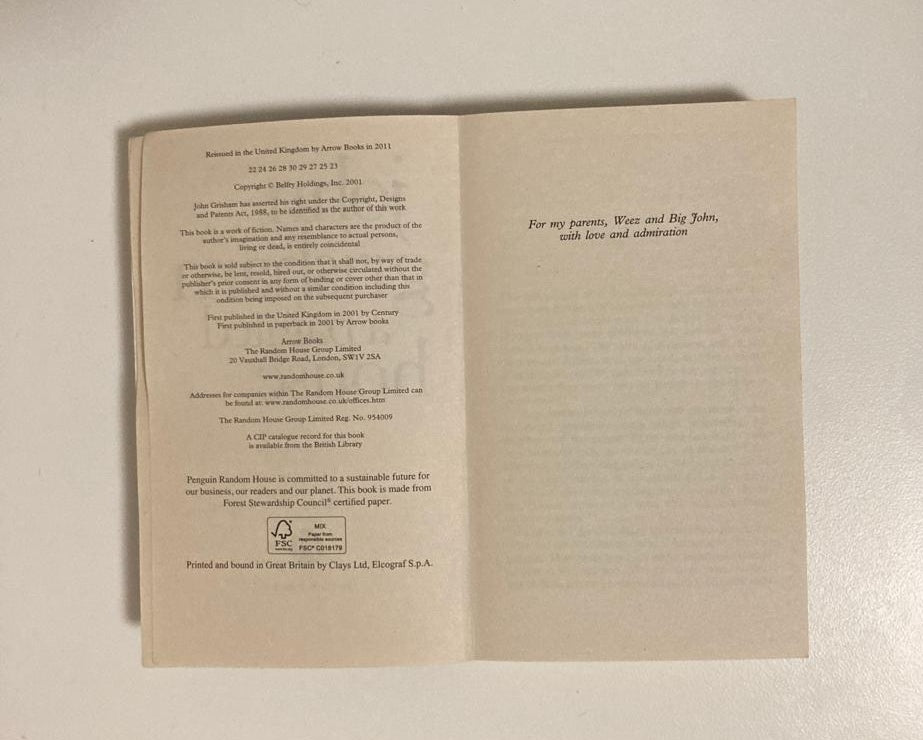 Reissued in the United Kingdom by Arrow Books in 2011
22 24 26 28 30 29 27 25 23
Copyright © Belfry Holdings, Inc. 2001
John Grisham has asserted his right under the Copyright, Designs
and Patents Act, 1988, to be identified as the author of this work
This book is a work of fiction. Names and characters are the product of the
author's imagination and any resemblance to actual persons,
living or dead, is entirely coincidental
This book is sold subject to the condition that it shall not, by way of trade
or otherwise, be lent, resold, hired out, or otherwise circulated without the
publisher's prior consent in any form of binding or cover other than that in
which it is published and without a similar condition including this
ondition being imposed on the subsequent purchaser
First published in the United Kingdom in 2001 by Century
First published in paperback in 2001 by Arrow books
Arrow Books
The Random House Group Limited
20 Vauxhall Bridge Road, London, SW1V 2SA
www.randomhouse.co.uk
Addresses for companies within The Random House Group Limited can
be found at: www.randomhouse.co.uk/offices.htm
The Random House Group Limited Reg. No. 954009
A CIP catalogue record for this book
is available from the British Library
Penguin Random House is committed to a sustainable future for
our business, our readers and our planet. This book is made from
Forest Stewardship Council® certified paper.
FSC
MIX
Paper from
responsible sources
FSC® C018179
Printed and bound in Great Britain by Clays Ltd, Elcograf S.p.A.
For my parents, Weez and Big John,
with love and admiration